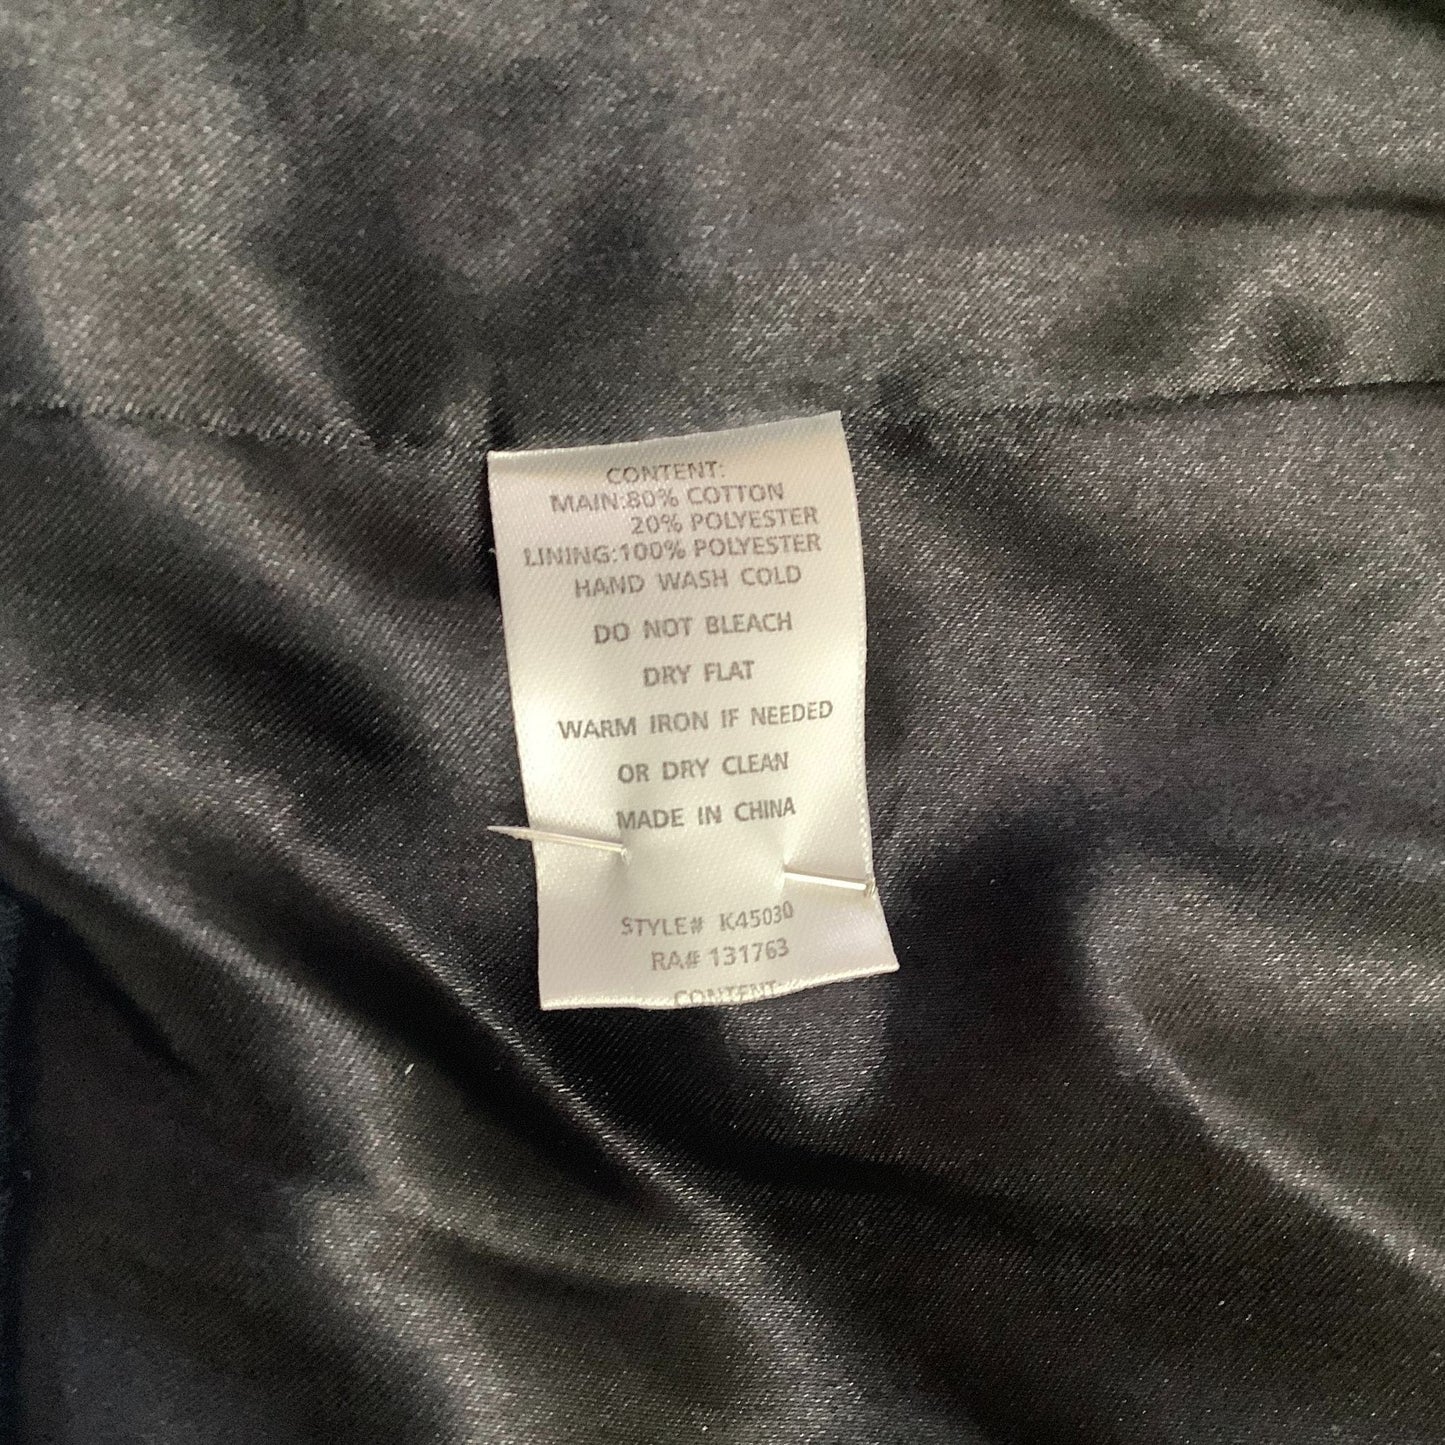 CONTENT:
MAIN:80% COTTON
20% POLYESTER
LINING:100% POLYESTER
HAND WASH COLD
DO NOT BLEACH
DRY FLAT
WARM IRON IF NEEDED
OR DRY CLEAN
MADE IN CHINA
STYLE# K45030
RA# 131763
CONTENT: